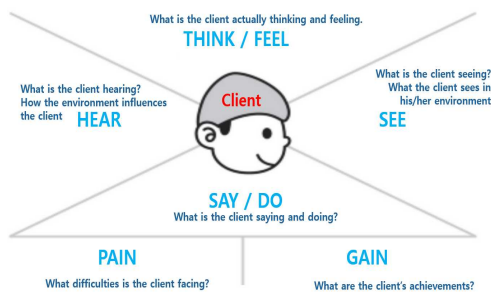 What is the client actually thinking and feeling.
THINK / FEEL
What is the client hearing?
How the environment influences
the client HEAR
What is the client seeing?
What the client sees in
his/her environment
SEE
Client
SAY / DO
What is the client saying and doing?
PAIN
What difficulties is the client facing?
GAIN
What are the client's achievements?